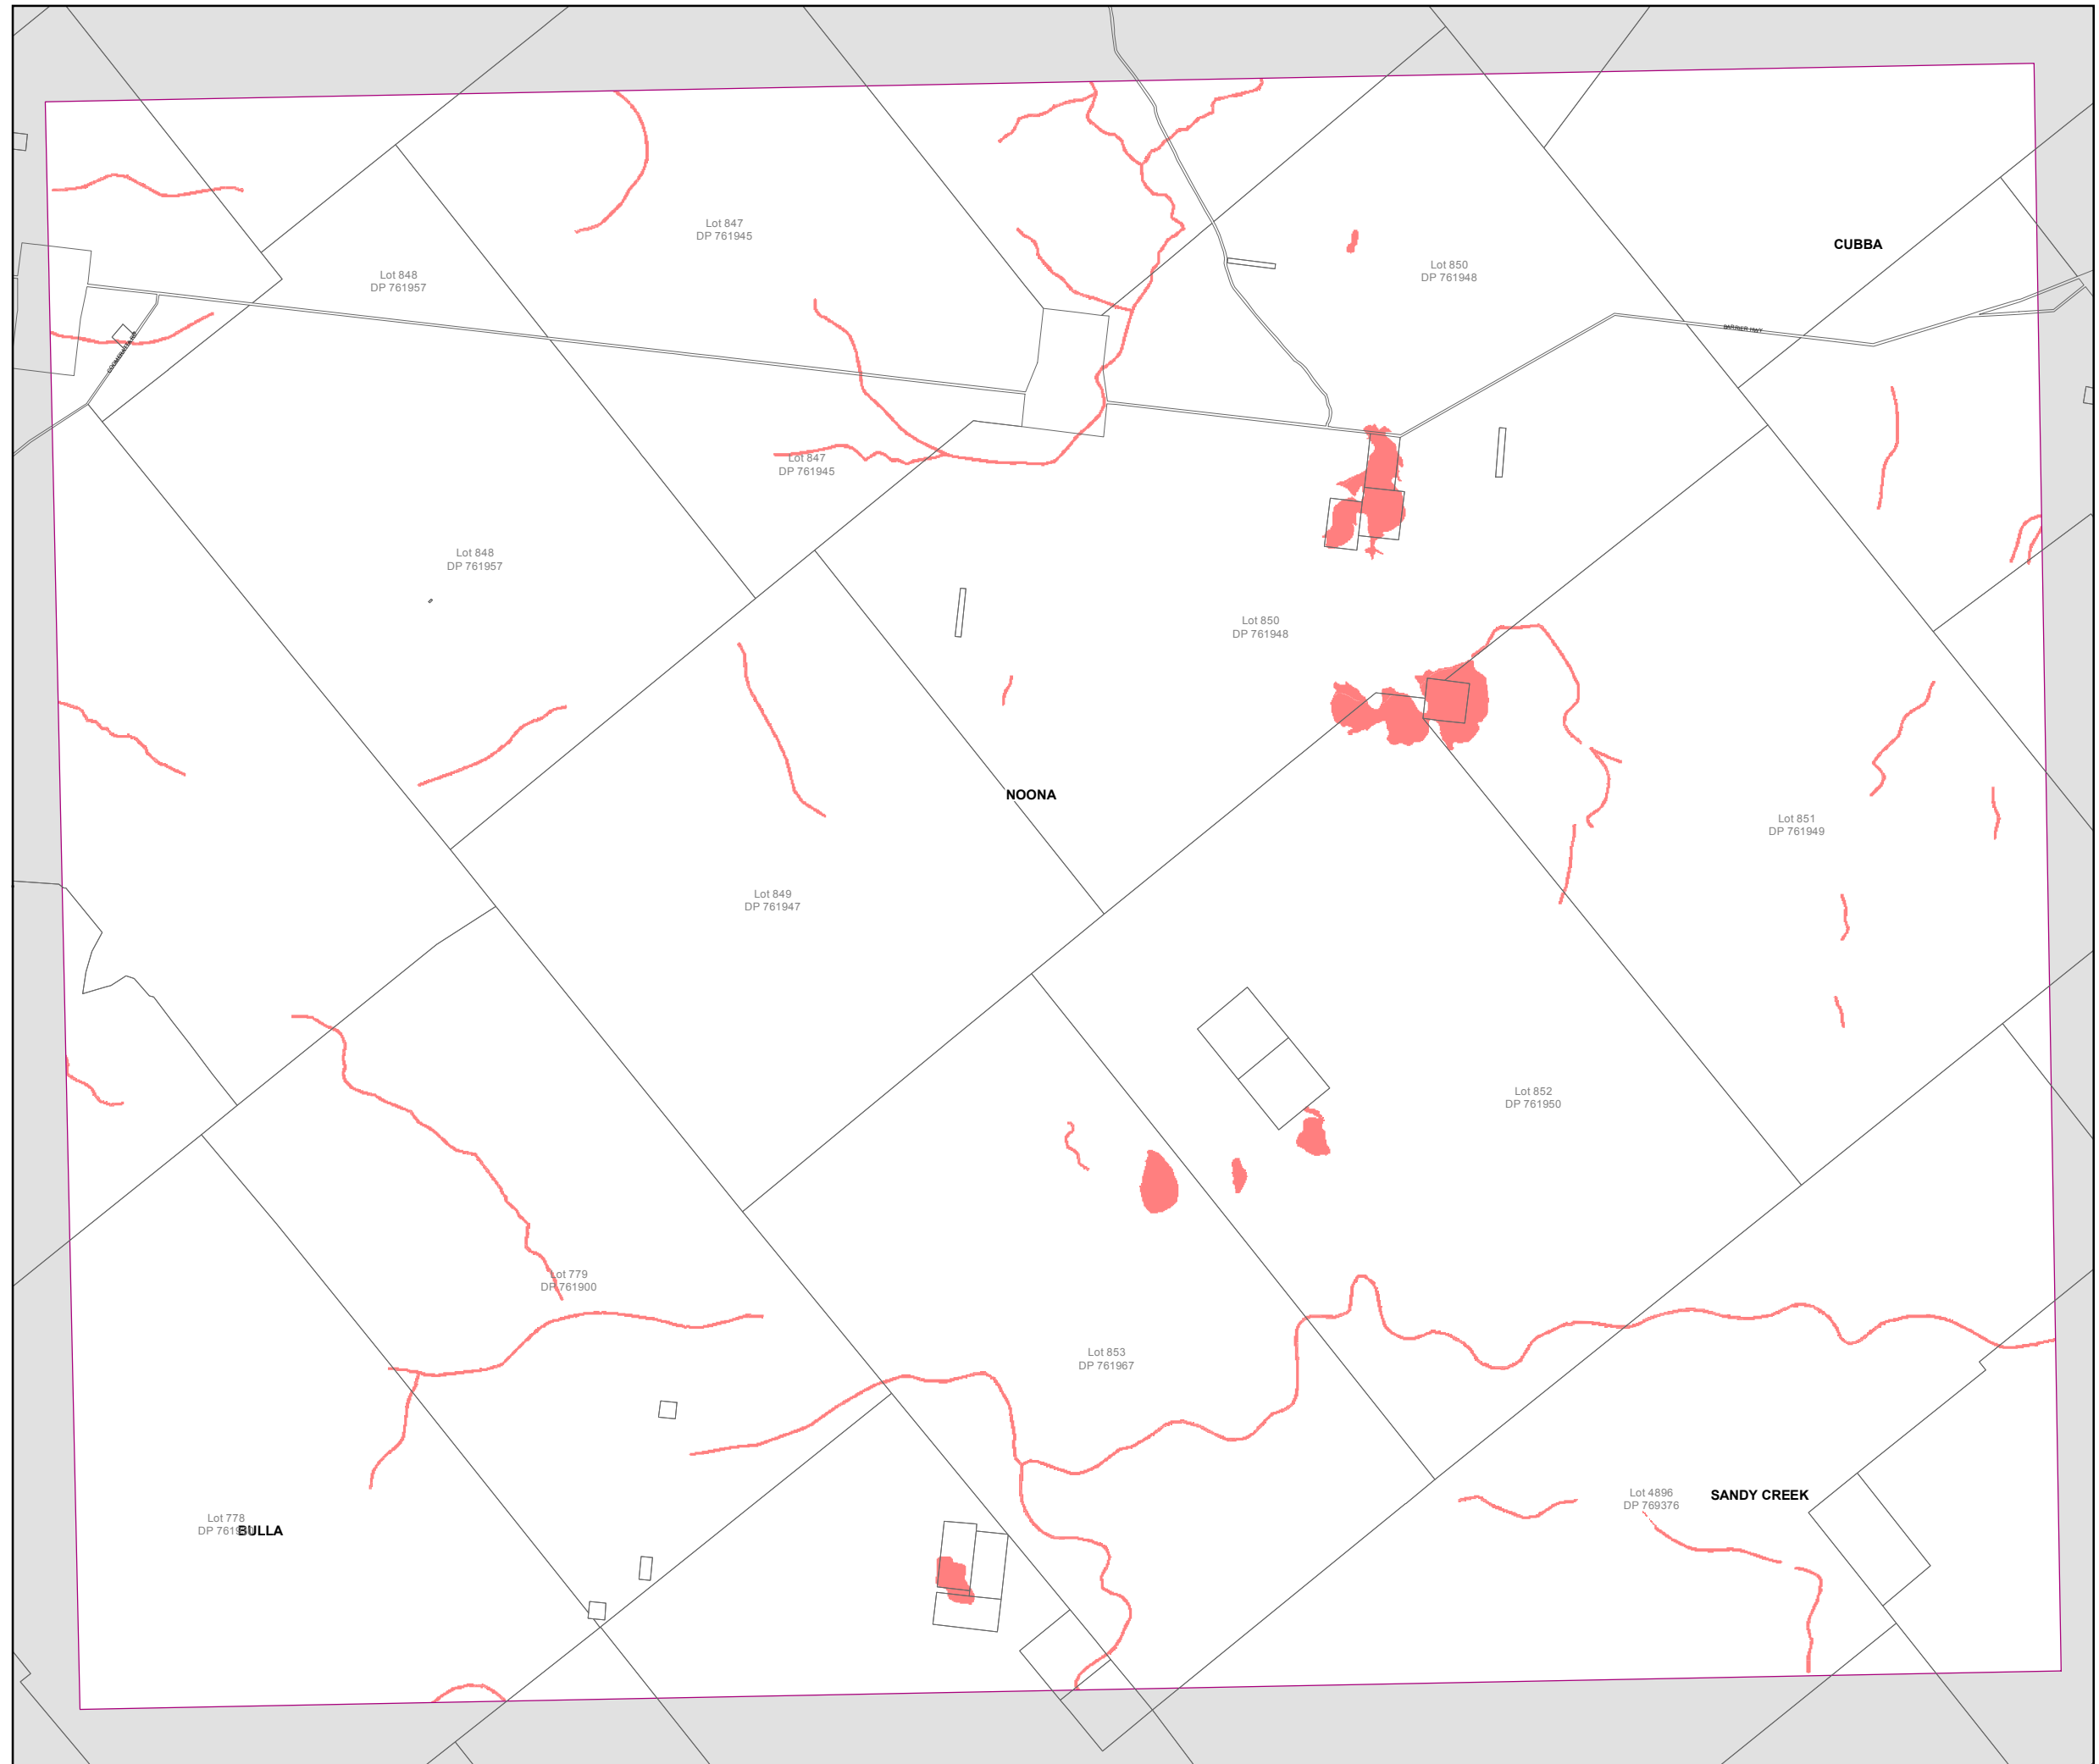 Lot 847
DP 761945
CUBBA
Lot 850
DP 761948
Lot 848
DP 761957
BARRIER HWY
Lot 847
DP 761945
Lot 848
DP 761957
Lot 850
DP 761948
NOONA
Lot 851
DP 761949
Lot 849
DP 761947
Lot 852
DP 761950
Lot 779
DP 761900
Lot 853
DP 761967
Lot 4896
DP 769376
SANDY CREEK
Lot 778
BULLA